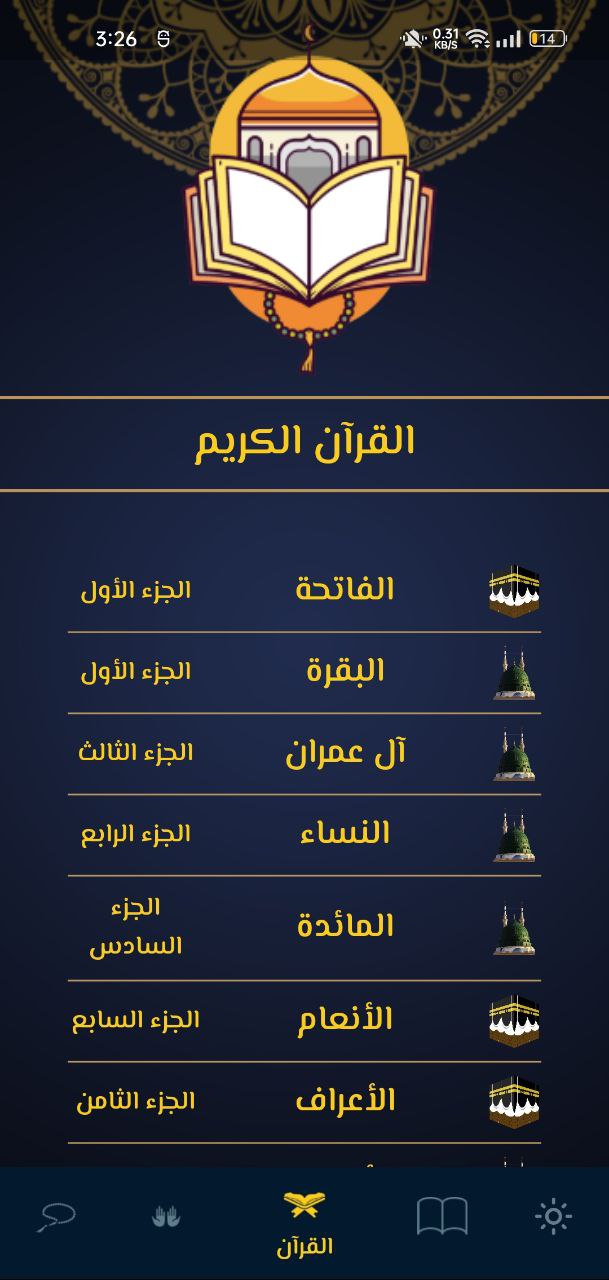 3:26
0.31
KB/S
14
القرآن الكريم
الفاتحة
الجزء الأول
البقرة
الجزء الأول
آل عمران
الجزء الثالث
النساء
الجزء الرابع
المائدة
الجزء
السادس
الأنعام
الجزء السابع
الأعراف
الجزء الثامن
القرآن